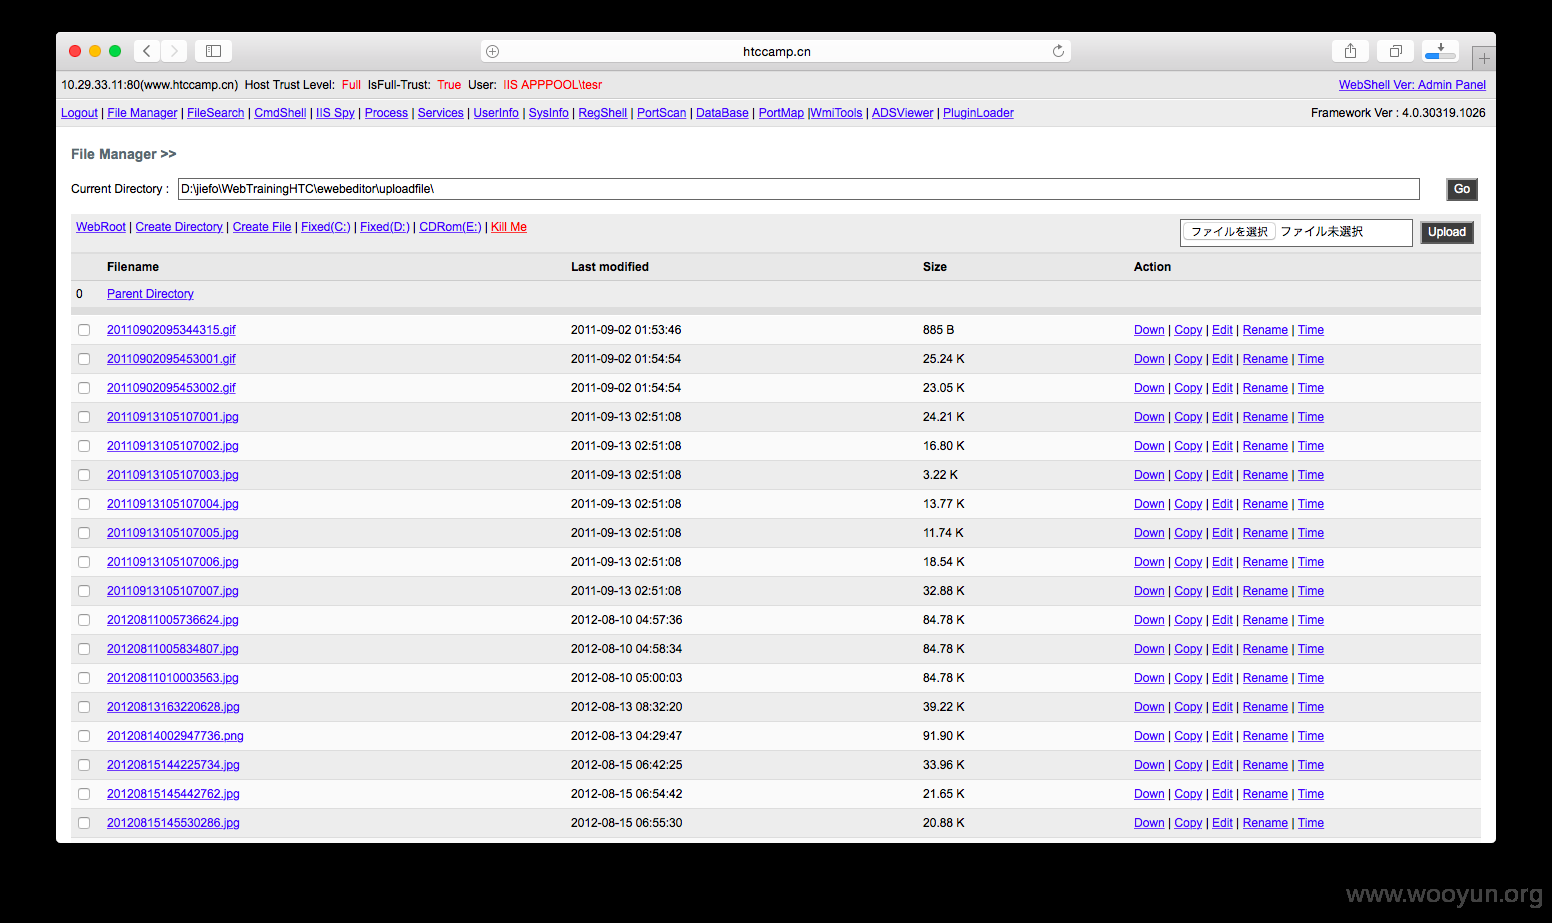 htccamp.cn
10.29.33.11:80(www.htccamp.cn) Host Trust Level: Full IsFull-Trust: True User: IIS APPPOOL\tesr WebShell Ver: Admin Panel
Logout | File Manager | FileSearch | CmdShell | IIS Spy | Process | Services | UserInfo | SysInfo | RegShell | PortScan | DataBase | PortMap |WmiTools | ADSViewer | PluginLoader Framework Ver : 4.0.30319.1026
File Manager >>
Current Directory : D:\jiefo\WebTrainingHTC\ewebeditor\uploadfile\ Go
WebRoot | Create Directory | Create File | Fixed(C:) | Fixed(D:) | CDRom(E:) | Kill Me ファイルを選択 ファイル未選択 Upload
Filename Last modified Size Action
0 Parent Directory
20110902095344315.gif 2011-09-02 01:53:46 885 B Down | Copy | Edit | Rename | Time
20110902095453001.gif 2011-09-02 01:54:54 25.24 K Down | Copy | Edit | Rename | Time
20110902095453002.gif 2011-09-02 01:54:54 23.05 K Down | Copy | Edit | Rename | Time
20110913105107001.jpg 2011-09-13 02:51:08 24.21 K Down | Copy | Edit | Rename | Time
20110913105107002.jpg 2011-09-13 02:51:08 16.80 K Down | Copy | Edit | Rename | Time
20110913105107003.jpg 2011-09-13 02:51:08 3.22 K Down | Copy | Edit | Rename | Time
20110913105107004.jpg 2011-09-13 02:51:08 13.77 K Down | Copy | Edit | Rename | Time
20110913105107005.jpg 2011-09-13 02:51:08 11.74 K Down | Copy | Edit | Rename | Time
20110913105107006.jpg 2011-09-13 02:51:08 18.54 K Down | Copy | Edit | Rename | Time
20110913105107007.jpg 2011-09-13 02:51:08 32.88 K Down | Copy | Edit | Rename | Time
20120811005736624.jpg 2012-08-10 04:57:36 84.78 K Down | Copy | Edit | Rename | Time
20120811005834807.jpg 2012-08-10 04:58:34 84.78 K Down | Copy | Edit | Rename | Time
20120811010003563.jpg 2012-08-10 05:00:03 84.78 K Down | Copy | Edit | Rename | Time
20120813163220628.jpg 2012-08-13 08:32:20 39.22 K Down | Copy | Edit | Rename | Time
20120814002947736.png 2012-08-13 04:29:47 91.90 K Down | Copy | Edit | Rename | Time
20120815144225734.jpg 2012-08-15 06:42:25 33.96 K Down | Copy | Edit | Rename | Time
20120815145442762.jpg 2012-08-15 06:54:42 21.65 K Down | Copy | Edit | Rename | Time
20120815145530286.jpg 2012-08-15 06:55:30 20.88 K Down | Copy | Edit | Rename | Time
www.wooyun.org